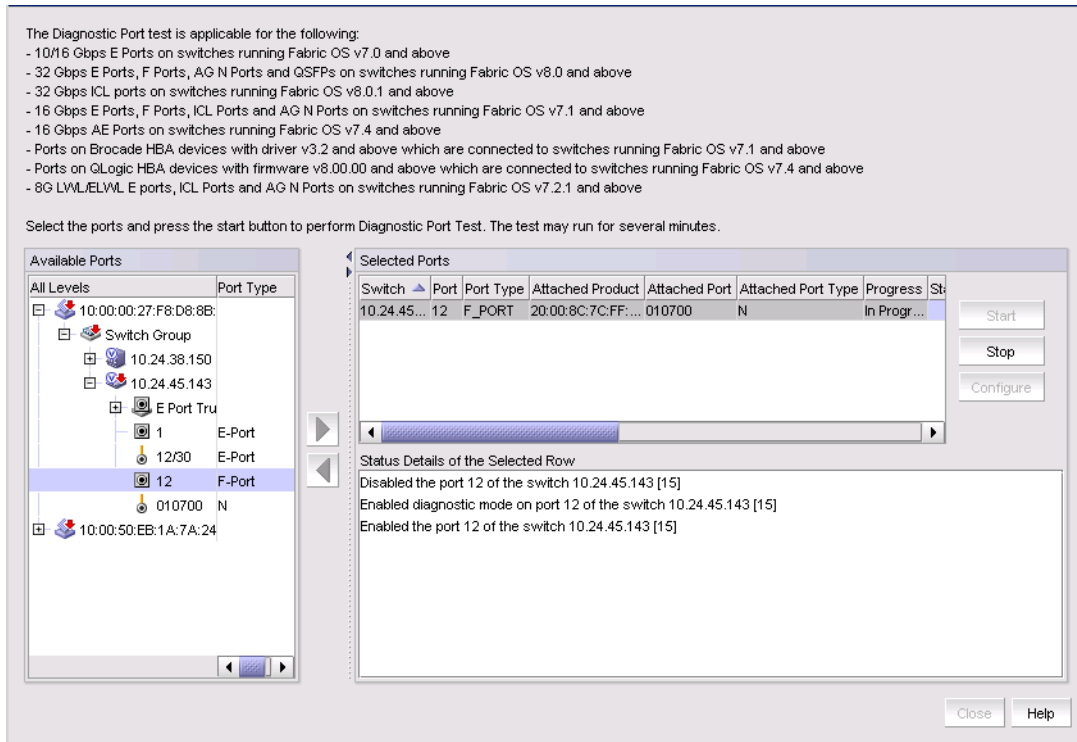 The Diagnostic Port test is applicable for the following:
- 10/16 Gbps E Ports on switches running Fabric OS v7.0 and above
- 32 Gbps E Ports, F Ports, AG N Ports and QSFPs on switches running Fabric OS v8.0 and above
- 32 Gbps ICL ports on switches running Fabric OS v8.0.1 and above
- 16 Gbps E Ports, F Ports, ICL Ports and AG N Ports on switches running Fabric OS v7.1 and above
- 16 Gbps AE Ports on switches running Fabric OS v7.4 and above
- Ports on Brocade HBA devices with driver v3.2 and above which are connected to switches running Fabric OS v7.1 and above
- Ports on QLogic HBA devices with firmware v8.00.00 and above which are connected to switches running Fabric OS v7.4 and above
- 8G LWL/ELWL E ports, ICL Ports and AG N Ports on switches running Fabric OS v7.2.1 and above
Select the ports and press the start button to perform Diagnostic Port Test. The test may run for several minutes.
Available Ports
All Levels Port Type
10:00:00:27:F8:D8:8B:
Switch Group
10.24.38.150
10.24.45.143
E Port Tru
1 E-Port
12/30 E-Port
12 F-Port
010700 N
10:00:50:EB:1A:7A:24
Selected Ports
Switch Port Port Type Attached Product Attached Port Attached Port Type Progress Sta
10.24.45... 12 F_PORT 20:00:8C:7C:FF:... 010700 N In Progr...
Start
Stop
Configure
Status Details of the Selected Row
Disabled the port 12 of the switch 10.24.45.143 [15]
Enabled diagnostic mode on port 12 of the switch 10.24.45.143 [15]
Enabled the port 12 of the switch 10.24.45.143 [15]
Close Help